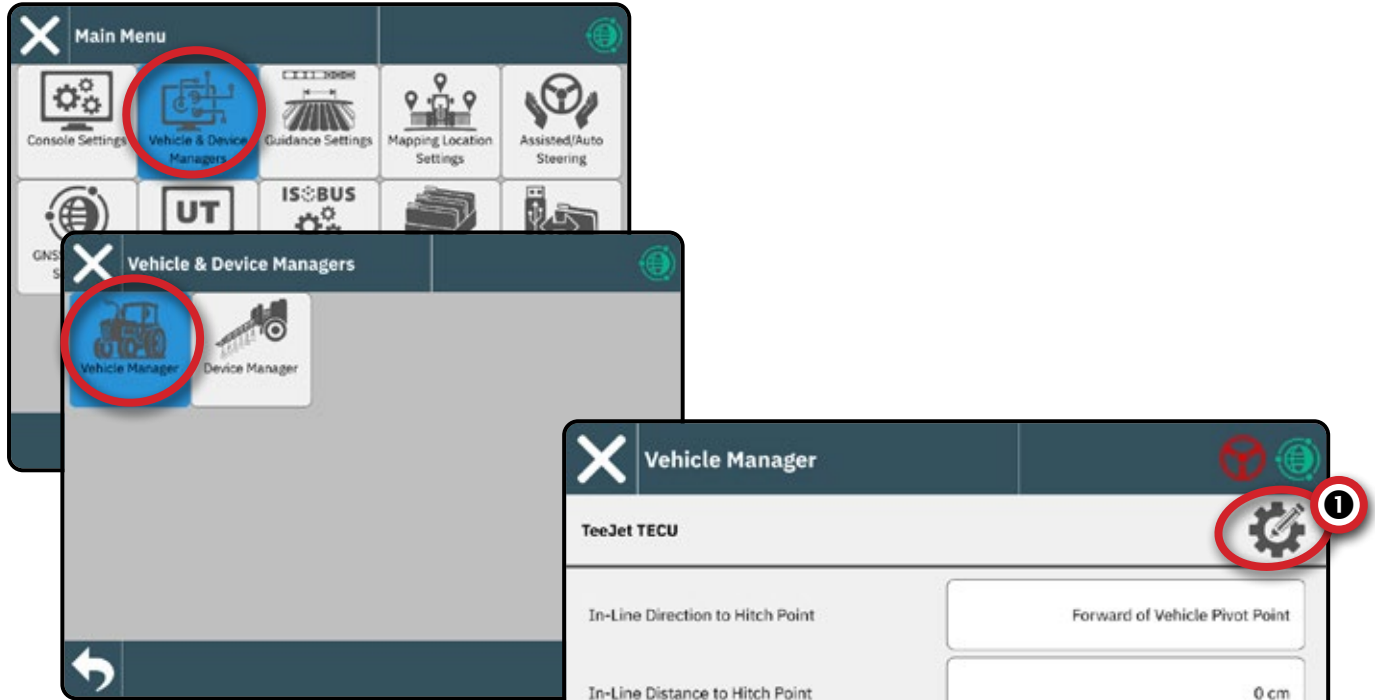 Main Menu
Console Settings
Vehicle & Device
Managers
Guidance Settings
Mapping Location
Settings
Assisted/Auto
Steering
UT
ISBUS
GNS
S
Vehicle & Device Managers
Vehicle Manager
Device Manager
Vehicle Manager
1
TeeJet TECU
In-Line Direction to Hitch Point
Forward of Vehicle Pivot Point
In-Line Distance to Hitch Point
0 cm